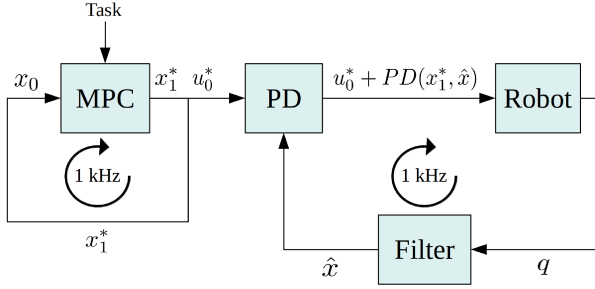 Task
$x_0$
MPC
$x_1^*$ $u_0^*$
PD
$u_0^* + PD(x_1^*, \hat{x})$
Robot
1 kHz
1 kHz
$x_1^*$
$\hat{x}$
Filter
$q$